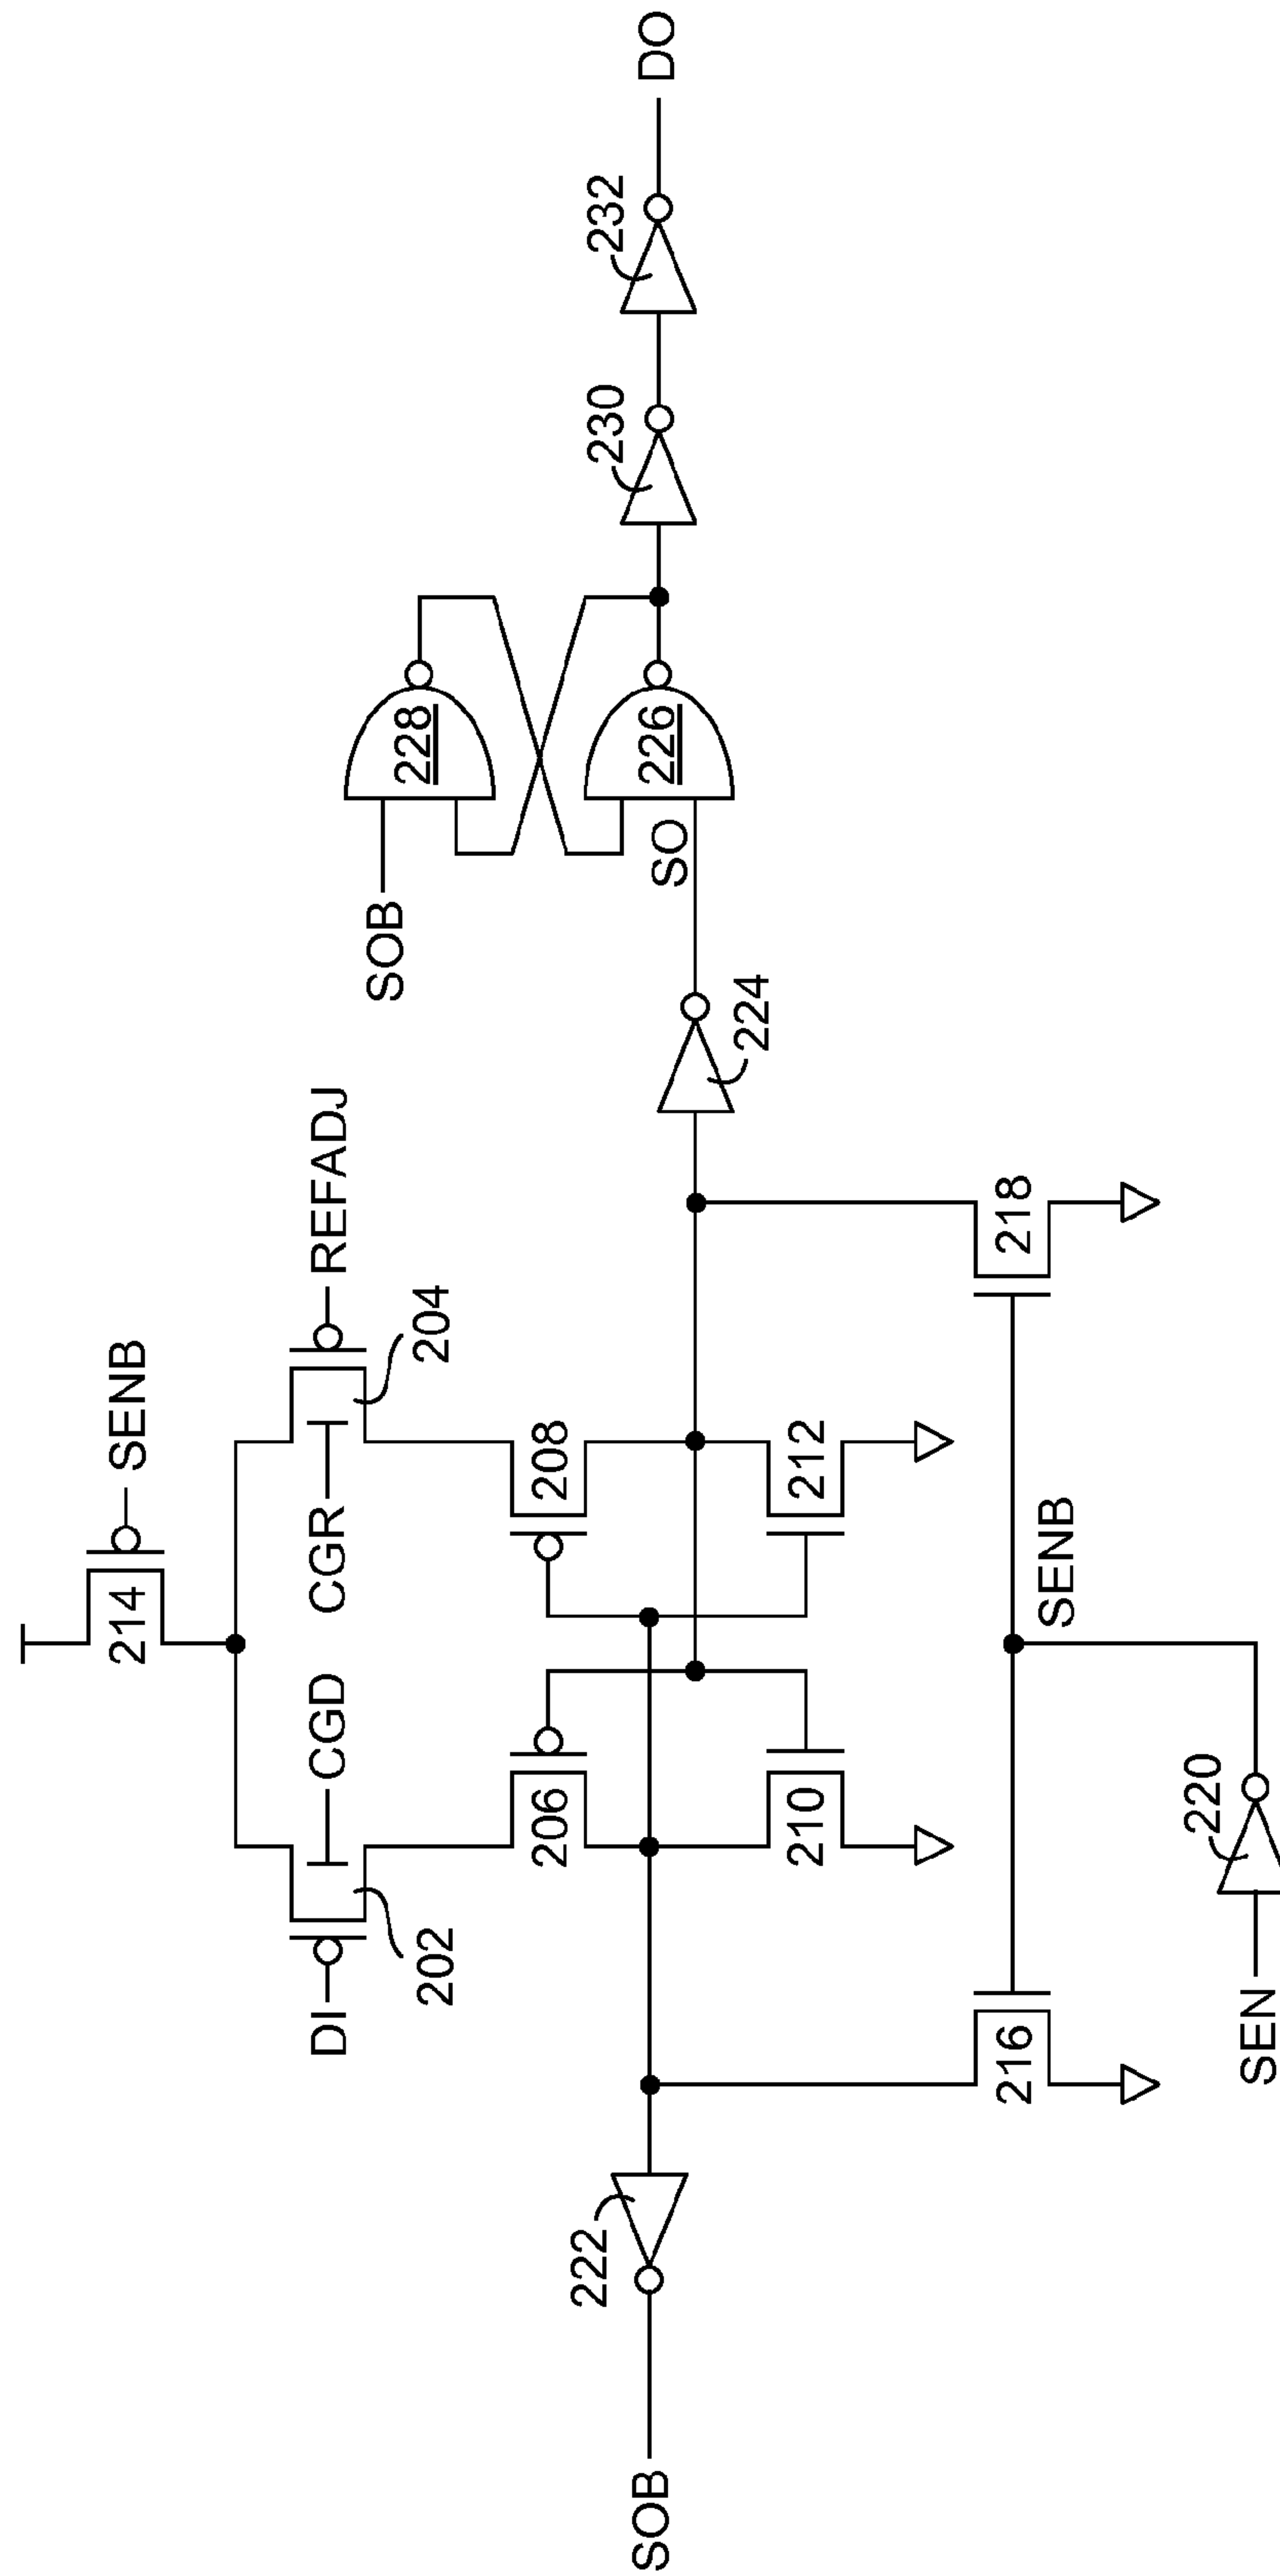 SENB
214
DI
CGD
CGR
REFADJ
202
204
206
208
SOB
222
210
212
224
SO
SOB
228
226
230
232
DO
216
SENB
218
SEN
220